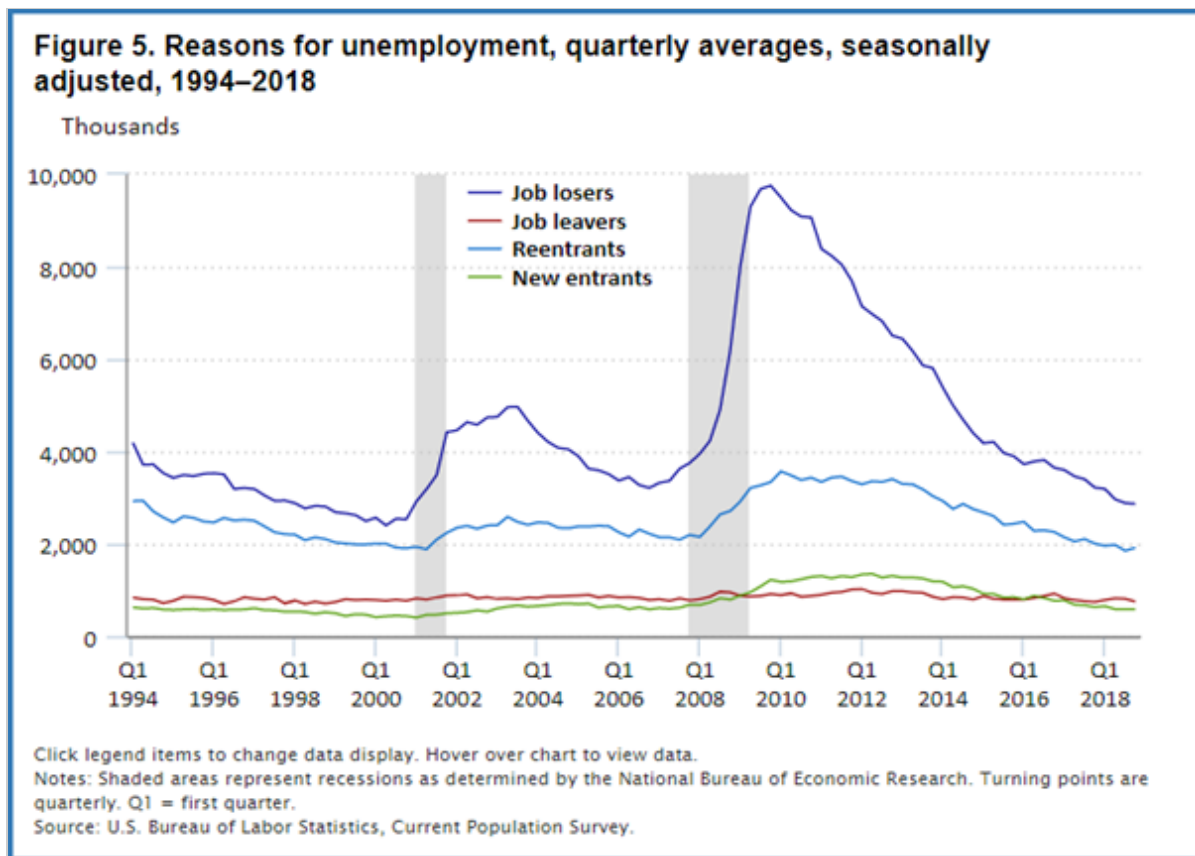 Figure 5. Reasons for unemployment, quarterly averages, seasonally
adjusted, 1994–2018
Thousands
10,000
8,000
6,000
4,000
2,000
0
Job losers
Job leavers
Reentrants
New entrants
Q1 Q1 Q1 Q1 Q1 Q1 Q1 Q1 Q1 Q1 Q1 Q1 Q1
1994 1996 1998 2000 2002 2004 2006 2008 2010 2012 2014 2016 2018
Click legend items to change data display. Hover over chart to view data.
Notes: Shaded areas represent recessions as determined by the National Bureau of Economic Research. Turning points are
quarterly. Q1 = first quarter.
Source: U.S. Bureau of Labor Statistics, Current Population Survey.